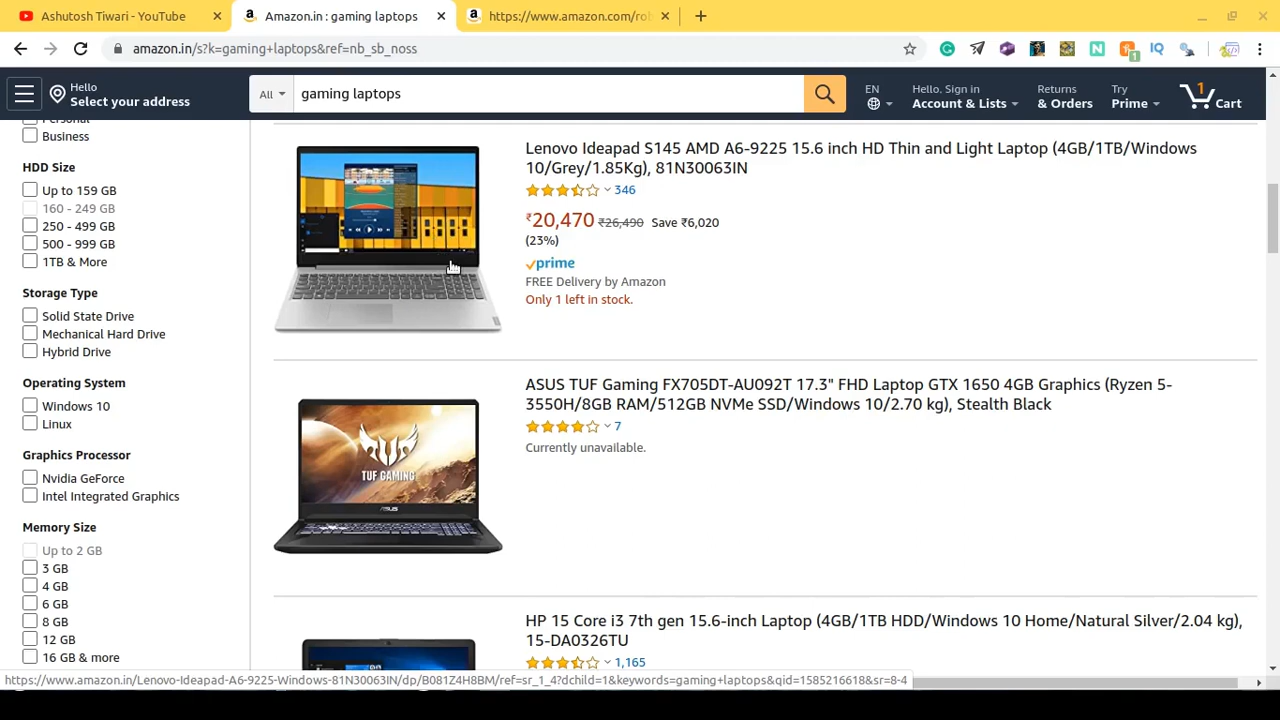 Ashutosh Tiwari - YouTube
Amazon.in : gaming laptops
https://www.amazon.com/rob
amazon.in/s?k=gaming+laptops&ref=nb_sb_noss
Hello
Select your address
All
gaming laptops
EN
Hello. Sign in
Account & Lists
Returns
& Orders
Try
Prime
1
Cart
Personal
Business
HDD Size
Up to 159 GB
160 - 249 GB
250 - 499 GB
500 - 999 GB
1TB & More
Storage Type
Solid State Drive
Mechanical Hard Drive
Hybrid Drive
Operating System
Windows 10
Linux
Graphics Processor
Nvidia GeForce
Intel Integrated Graphics
Memory Size
Up to 2 GB
3 GB
4 GB
6 GB
8 GB
12 GB
16 GB & more
Lenovo Ideapad S145 AMD A6-9225 15.6 inch HD Thin and Light Laptop (4GB/1TB/Windows
10/Grey/1.85Kg), 81N30063IN
346
₹20,470 ₹26,490 Save ₹6,020
(23%)
prime
FREE Delivery by Amazon
Only 1 left in stock.
TUF GAMING
ASUS TUF Gaming FX705DT-AU092T 17.3" FHD Laptop GTX 1650 4GB Graphics (Ryzen 5-
3550H/8GB RAM/512GB NVMe SSD/Windows 10/2.70 kg), Stealth Black
7
Currently unavailable.
HP 15 Core i3 7th gen 15.6-inch Laptop (4GB/1TB HDD/Windows 10 Home/Natural Silver/2.04 kg),
15-DA0326TU
1,165
https://www.amazon.in/Lenovo-Ideapad-A6-9225-Windows-81N30063IN/dp/B081Z4H8BM/ref=sr_1_4?dchild=1&keywords=gaming+laptops&qid=1585216618&sr=8-4